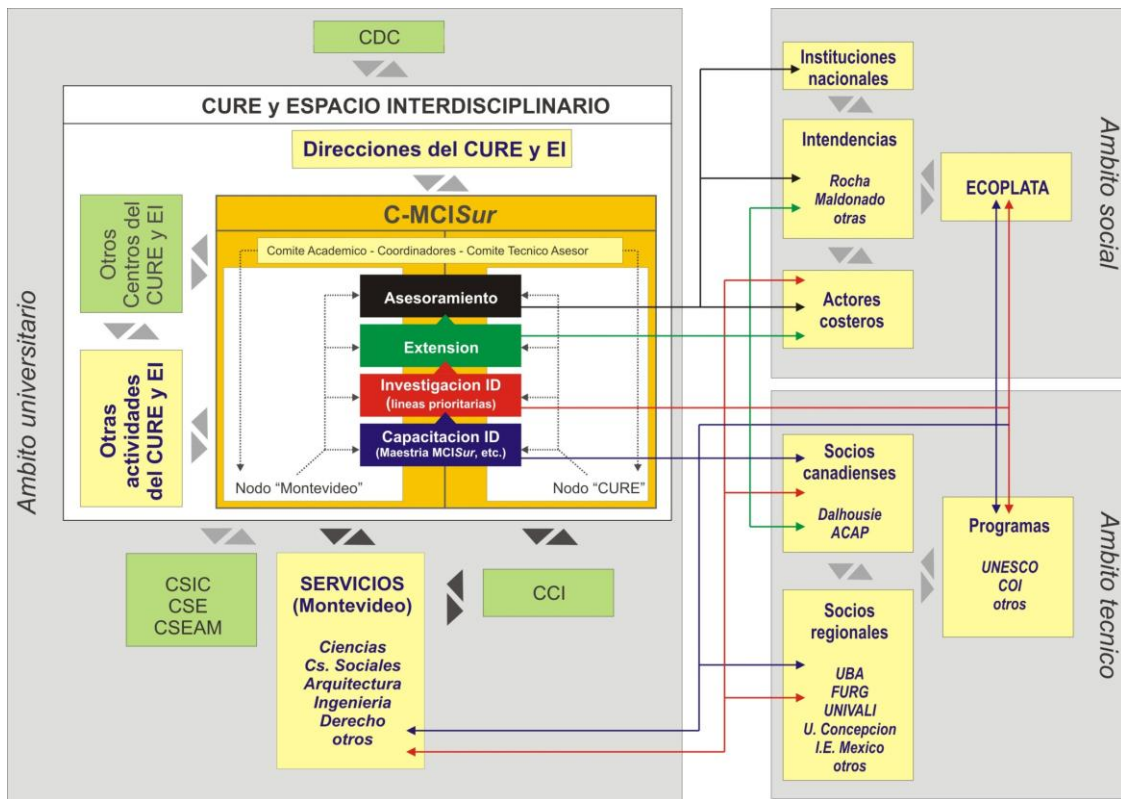 CDC
CURE y ESPACIO INTERDISCIPLINARIO
Direcciones del CURE y EI
C-MCISur
Comite Academico - Coordinadores - Comite Tecnico Asesor
Asesoramiento
Extension
Investigacion ID
(lineas prioritarias)
Capacitacion ID
(Maestria MCISur, etc.)
Nodo “Montevideo”
Nodo “CURE”
Otros
Centros del
CURE y EI
Otras
actividades
del CURE y EI
Ambito universitario
CSIC
CSE
CSEAM
SERVICIOS
(Montevideo)
Ciencias
Cs. Sociales
Arquitectura
Ingenieria
Derecho
otros
CCI
Instituciones
nacionales
Intendencias
Rocha
Maldonado
otras
ECOPLATA
Actores
costeros
Ambito social
Socios
canadienses
Dalhousie
ACAP
Programas
UNESCO
COI
otros
Socios
regionales
UBA
FURG
UNIVALI
U. Concepcion
I.E. Mexico
otros
Ambito tecnico